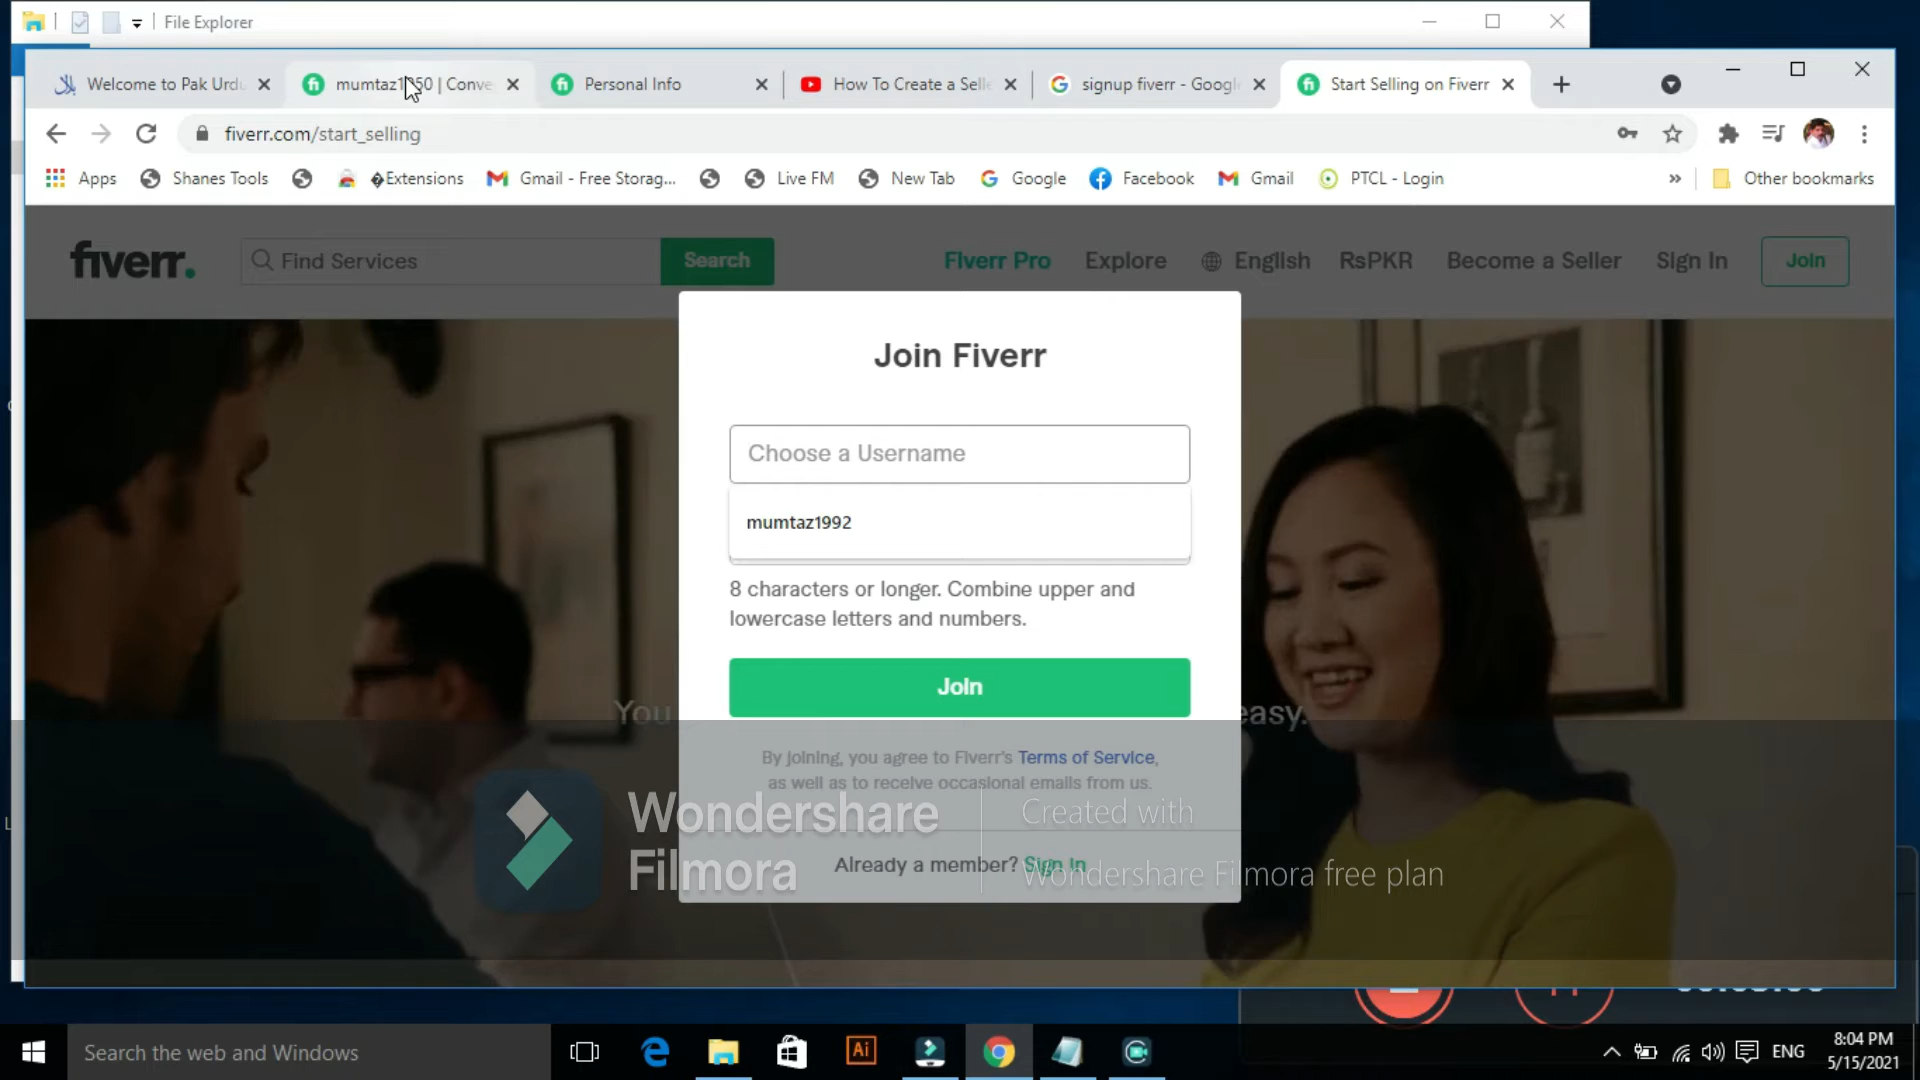 File Explorer
Welcome to Pak Urdu
mumtaz1350 | Conve
Personal Info
How To Create a Selle
signup fiverr - Google
Start Selling on Fiverr
fiverr.com/start_selling
Apps
Shanes Tools
�Extensions
Gmail - Free Storag...
Live FM
New Tab
Google
Facebook
Gmail
PTCL - Login
»
Other bookmarks
fiverr.
Find Services
Search
Fiverr Pro
Explore
English
RsPKR
Become a Seller
Sign In
Join
Join Fiverr
Choose a Username
mumtaz1992
8 characters or longer. Combine upper and
lowercase letters and numbers.
Join
You
easy.
By joining, you agree to Fiverr's Terms of Service,
as well as to receive occasional emails from us.
Wondershare
Filmora
Created with
Wondershare Filmora free plan
Already a member? Sign In
Search the web and Windows
Ai
ENG
8:04 PM
5/15/2021